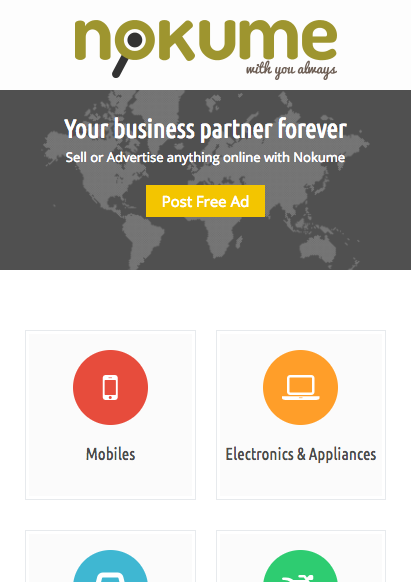 nokume
with you always
Your business partner forever
Sell or Advertise anything online with Nokume
Post Free Ad
Mobiles
Electronics & Appliances